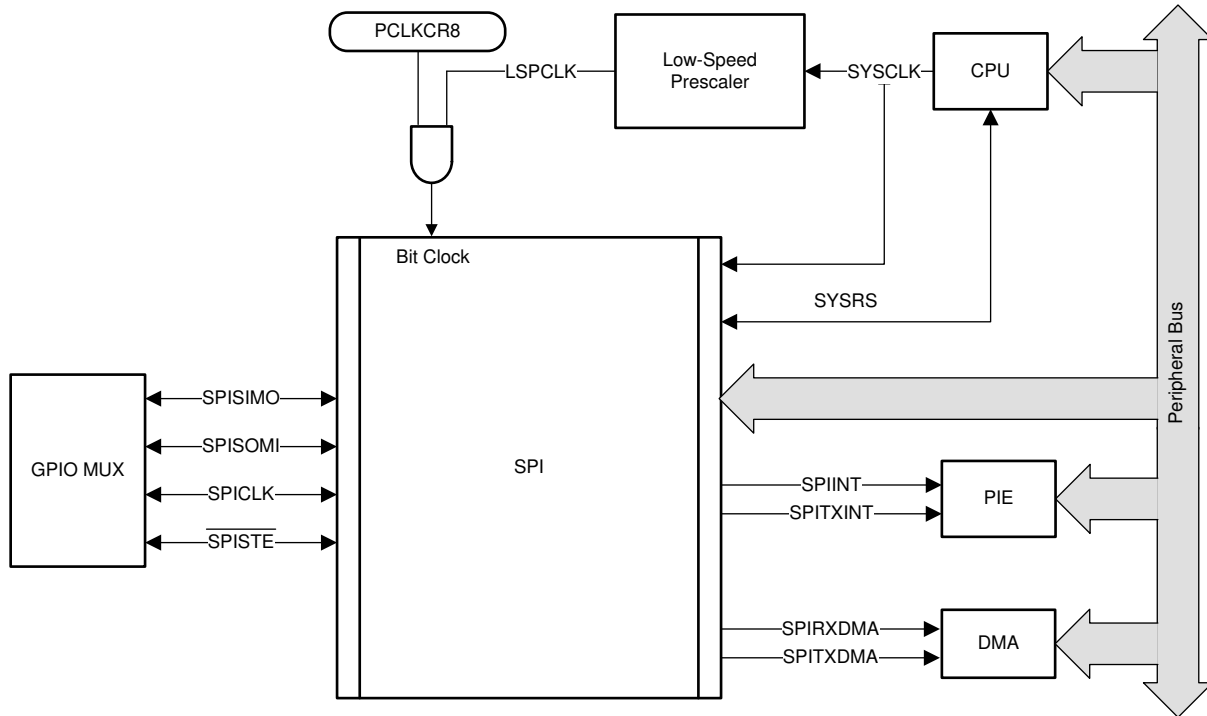 PCLKCR8
LSPCLK
Low-Speed
Prescaler
SYSCLK
CPU
Bit Clock
SYSRS
Peripheral Bus
GPIO MUX
SPISIMO
SPISOMI
SPICLK
SPISTE
SPI
SPIINT
SPITXINT
PIE
SPIRXDMA
SPITXDMA
DMA